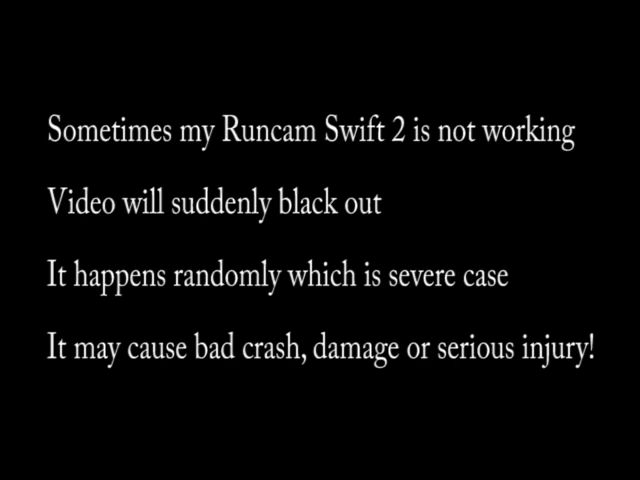 Sometimes my Runcam Swift 2 is not working
Video will suddenly black out
It happens randomly which is severe case
It may cause bad crash, damage or serious injury!